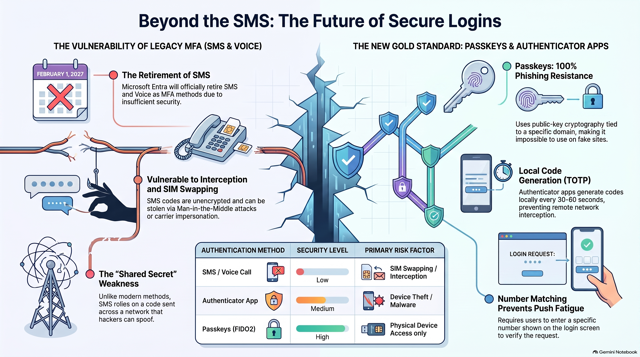 Beyond the SMS: The Future of Secure Logins
THE VULNERABILITY OF LEGACY MFA (SMS & VOICE)
FEBRUARY 1, 2027
The Retirement of SMS
Microsoft Entra will officially retire SMS
and Voice as MFA methods due to
insufficient security.
Vulnerable to Interception
and SIM Swapping
SMS codes are unencrypted and can be
stolen via Man-in-the-Middle attacks
or carrier impersonation.
The "Shared Secret"
Weakness
Unlike modern methods,
SMS relies on a code sent
across a network that
hackers can spoof.
THE NEW GOLD STANDARD: PASSKEYS & AUTHENTICATOR APPS
Passkeys: 100%
Phishing Resistance
Uses public-key cryptography tied
to a specific domain, making it
impossible to use on fake sites.
Local Code
Generation (TOTP)
Authenticator apps generate codes
locally every 30-60 seconds,
preventing remote network
interception.
LOGIN REQUEST:
Number Matching
Prevents Push Fatigue
Requires users to enter a specific
number shown on the login screen
to verify the request.
AUTHENTICATION METHOD SECURITY LEVEL PRIMARY RISK FACTOR
SMS / Voice Call Low SIM Swapping / Interception
Authenticator App Medium Device Theft / Malware
Passkeys (FIDO2) High Physical Device Access only
Gemini Notebook